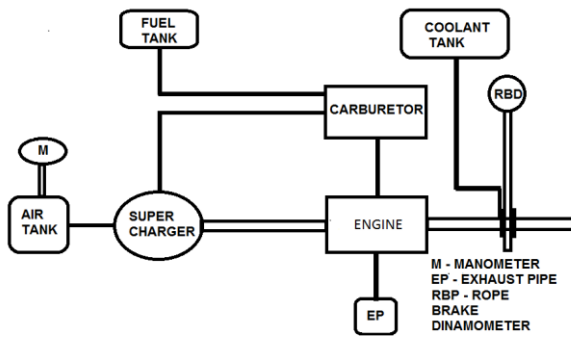 FUEL
TANK
COOLANT
TANK
RBD
CARBURETOR
M
AIR
TANK
SUPER
CHARGER
ENGINE
EP
M - MANOMETER
EP - EXHAUST PIPE
RBP - ROPE
BRAKE
DINAMOMETER